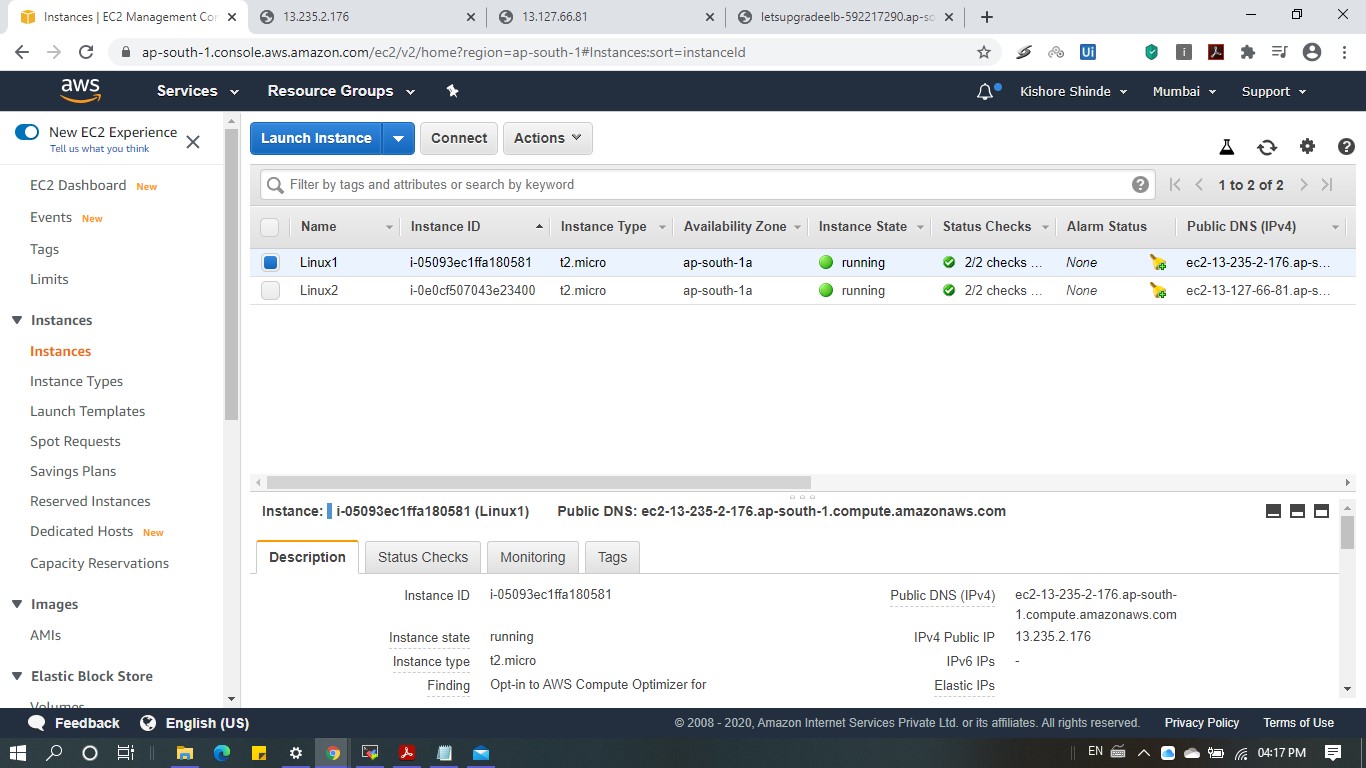 Instances | EC2 Management Con
13.235.2.176
13.127.66.81
letsupgradeelb-592217290.ap-so
ap-south-1.console.aws.amazon.com/ec2/v2/home?region=ap-south-1#Instances:sort=instanceId
Ui
i
aws
Services
Resource Groups
Kishore Shinde
Mumbai
Support
New EC2 Experience
Tell us what you think
EC2 Dashboard New
Events New
Tags
Limits
Instances
Instances
Instance Types
Launch Templates
Spot Requests
Savings Plans
Reserved Instances
Dedicated Hosts New
Capacity Reservations
Images
AMIs
Elastic Block Store
Volumes
Launch Instance
Connect
Actions
Filter by tags and attributes or search by keyword
1 to 2 of 2
Name Instance ID Instance Type Availability Zone Instance State Status Checks Alarm Status Public DNS (IPv4)
Linux1 i-05093ec1ffa180581 t2.micro ap-south-1a running 2/2 checks ... None ec2-13-235-2-176.ap-s...
Linux2 i-0e0cf507043e23400 t2.micro ap-south-1a running 2/2 checks ... None ec2-13-127-66-81.ap-s...
Instance: i-05093ec1ffa180581 (Linux1) Public DNS: ec2-13-235-2-176.ap-south-1.compute.amazonaws.com
Description Status Checks Monitoring Tags
Instance ID i-05093ec1ffa180581
Instance state running
Instance type t2.micro
Finding Opt-in to AWS Compute Optimizer for
Public DNS (IPv4) ec2-13-235-2-176.ap-south-
1.compute.amazonaws.com
IPv4 Public IP 13.235.2.176
IPv6 IPs -
Elastic IPs
Feedback English (US)
© 2008 - 2020, Amazon Internet Services Private Ltd. or its affiliates. All rights reserved. Privacy Policy Terms of Use
EN 04:17 PM